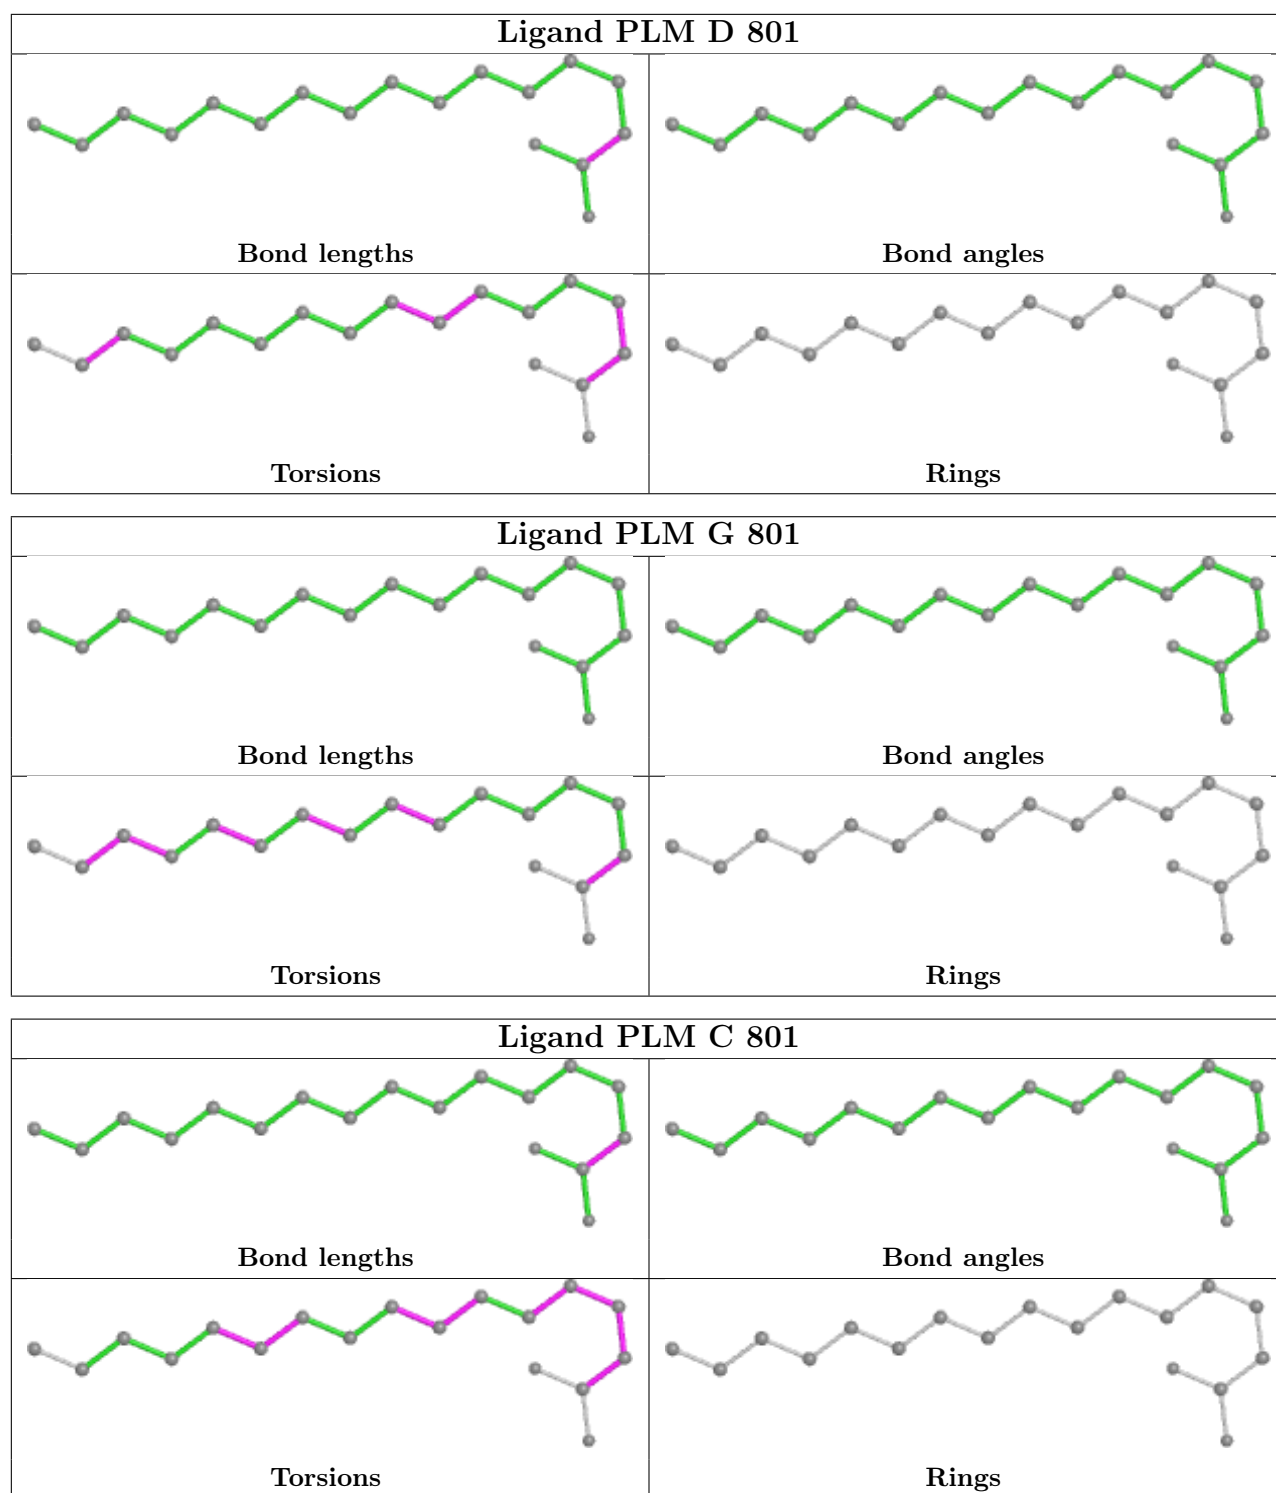 Ligand PLM D 801
Bond lengths
Bond angles
Torsions
Rings
Ligand PLM G 801
Bond lengths
Bond angles
Torsions
Rings
Ligand PLM C 801
Bond lengths
Bond angles
Torsions
Rings